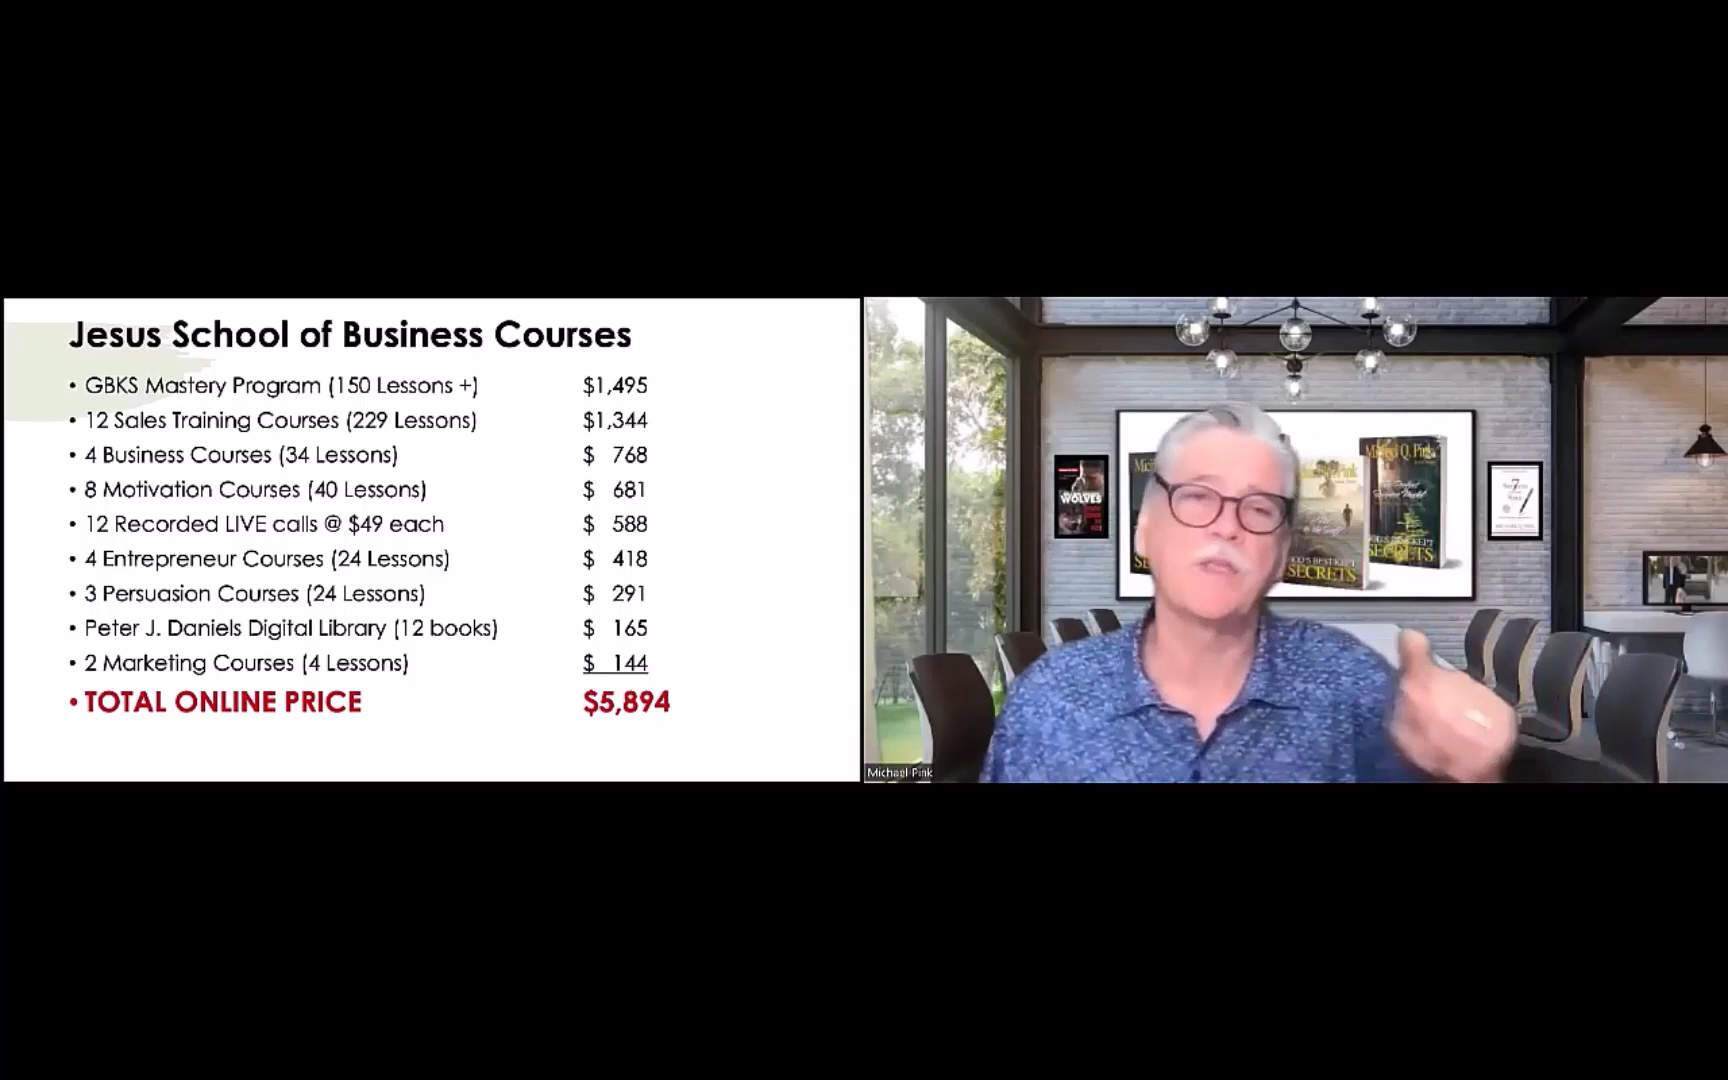 Jesus School of Business Courses
• GBKS Mastery Program (150 Lessons +) $1,495
• 12 Sales Training Courses (229 Lessons) $1,344
• 4 Business Courses (34 Lessons) $ 768
• 8 Motivation Courses (40 Lessons) $ 681
• 12 Recorded LIVE calls @ $49 each $ 588
• 4 Entrepreneur Courses (24 Lessons) $ 418
• 3 Persuasion Courses (24 Lessons) $ 291
• Peter J. Daniels Digital Library (12 books) $ 165
• 2 Marketing Courses (4 Lessons) $ 144
• TOTAL ONLINE PRICE $5,894
WOLVES
Michael Q. Pink
SECRETS
SECRETS
7
Michael Pink